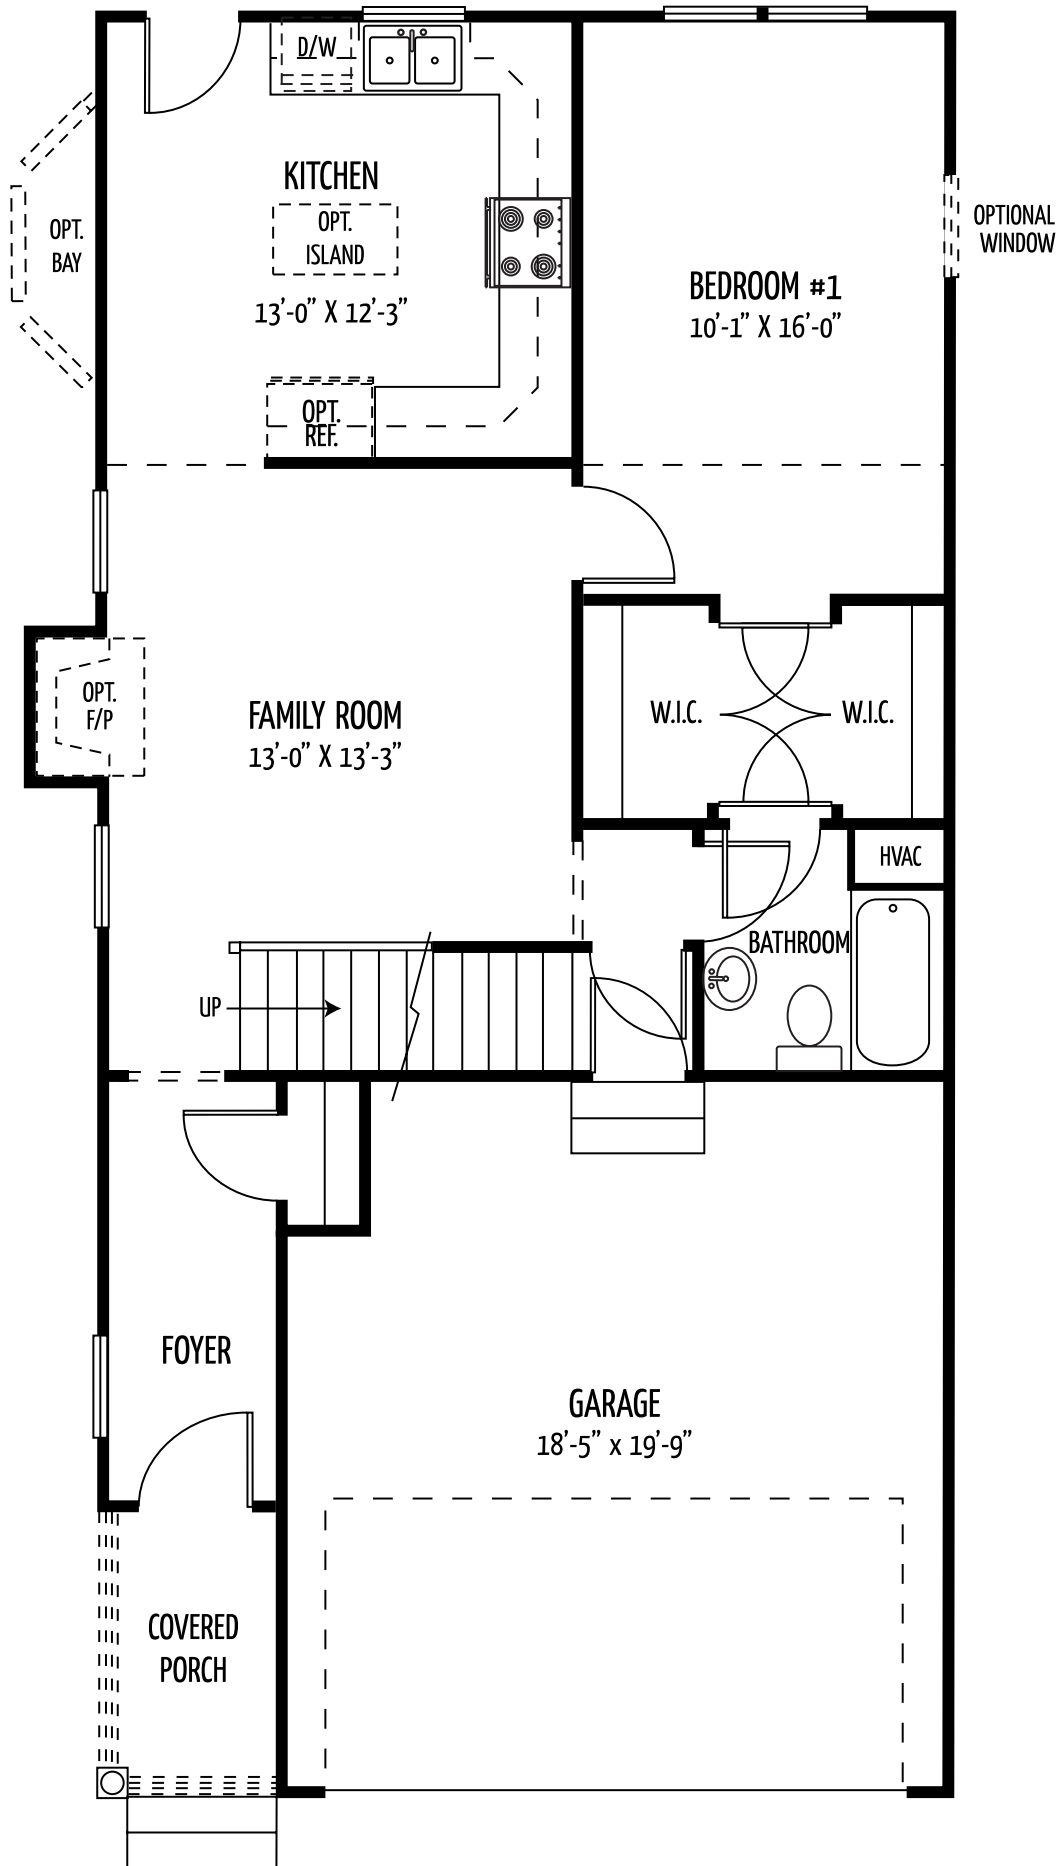 D/W
KITCHEN
OPT.
ISLAND
13’-0” X 12’-3”
OPT.
BAY
OPT.
REF.
BEDROOM #1
10’-1” X 16’-0”
OPTIONAL
WINDOW
OPT.
F/P
FAMILY ROOM
13’-0” X 13’-3”
W.I.C.
W.I.C.
HVAC
BATHROOM
UP
FOYER
GARAGE
18’-5” x 19’-9”
COVERED
PORCH